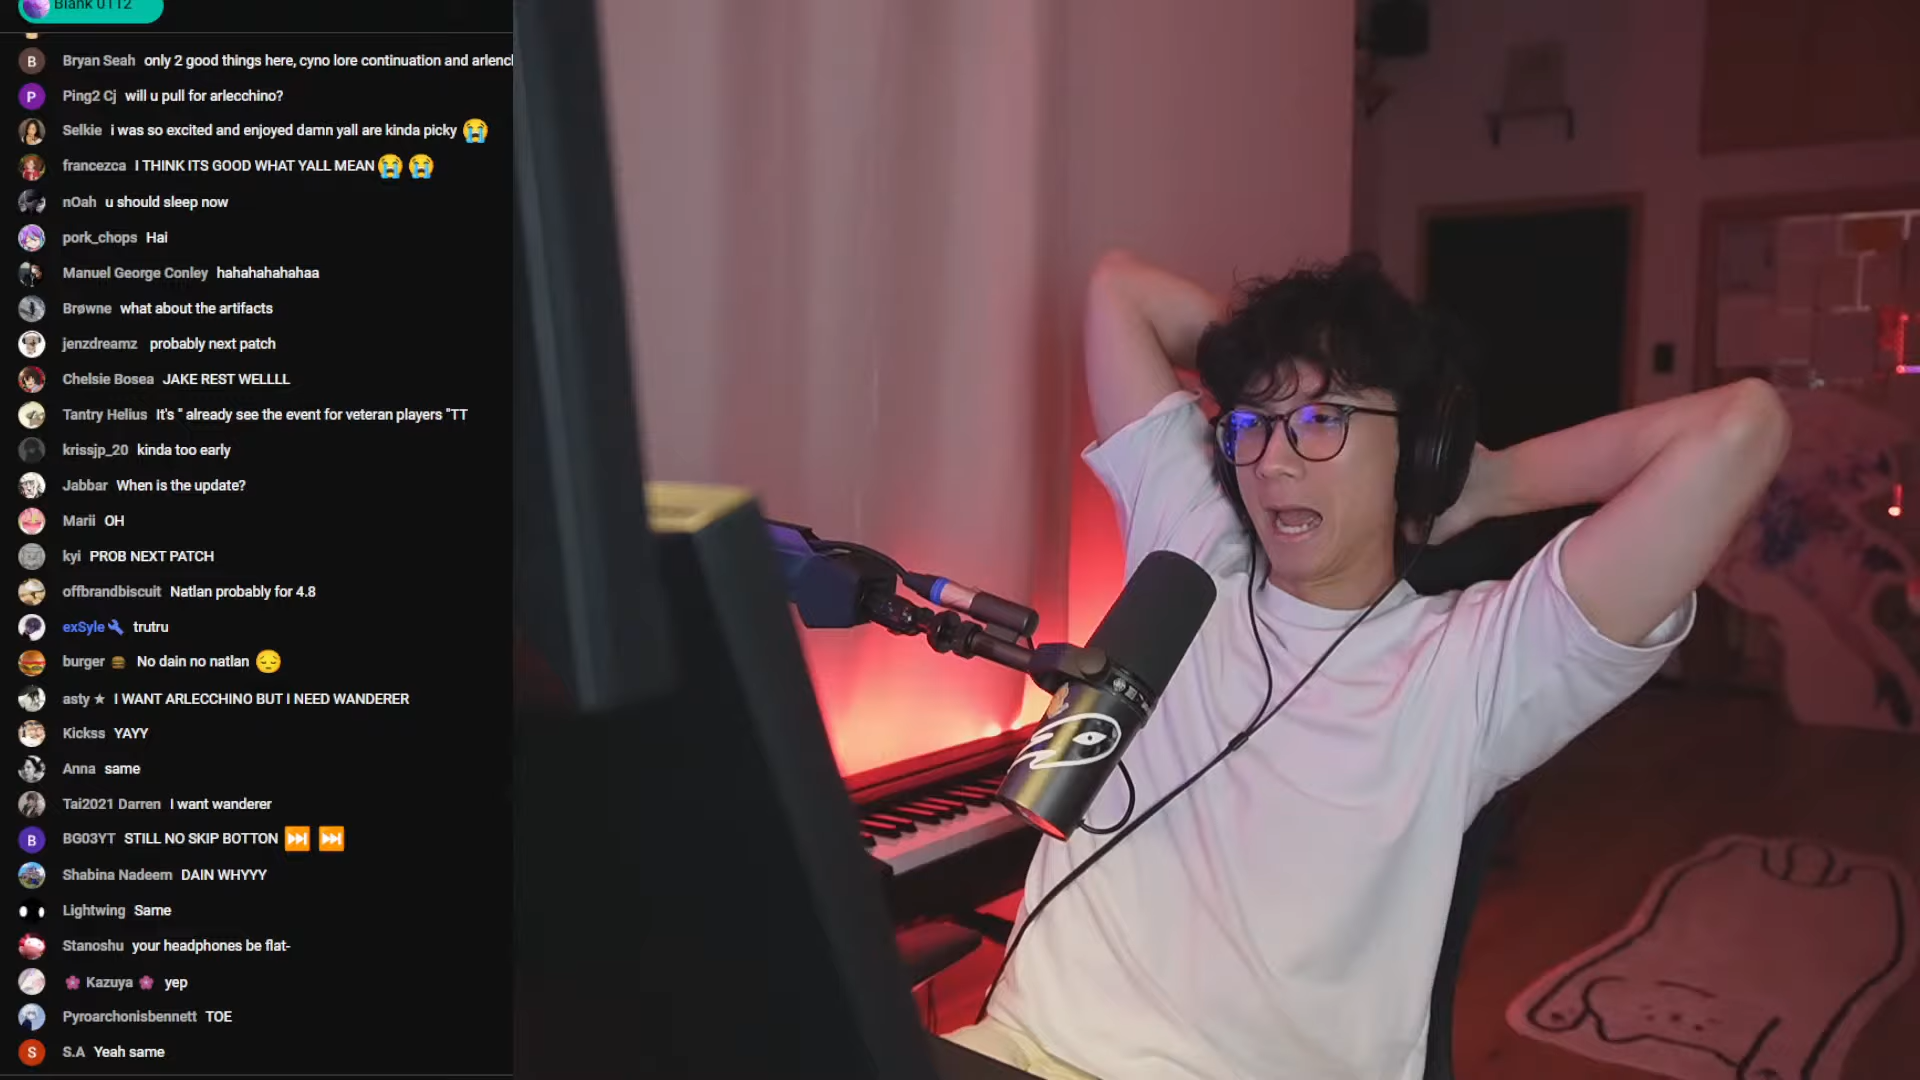 Blank 0112
Bryan Seah only 2 good things here, cyno lore continuation and arlencl
Ping2 Cj will u pull for arlecchino?
Selkie i was so excited and enjoyed damn yall are kinda picky 😭
francezca I THINK ITS GOOD WHAT YALL MEAN 😭 😭
nOah u should sleep now
pork_chops Hai
Manuel George Conley hahahahahahaa
Brøwne what about the artifacts
jenzdreamz probably next patch
Chelsie Bosea JAKE REST WELLLL
Tantry Helius It's " already see the event for veteran players "TT
krissjp_20 kinda too early
Jabbar When is the update?
Marii OH
kyi PROB NEXT PATCH
offbrandbiscuit Natlan probably for 4.8
exSyle 🔧 trutru
burger 🍔 No dain no natlan 😔
asty ★ I WANT ARLECCHINO BUT I NEED WANDERER
Kickss YAYY
Anna same
Tai2021 Darren I want wanderer
B BG03YT STILL NO SKIP BOTTON ⏭️ ⏭️
Shabina Nadeem DAIN WHYYY
Lightwing Same
Stanoshu your headphones be flat-
🌸 Kazuya 🌸 yep
Pyroarchonisbennett TOE
S S.A Yeah same